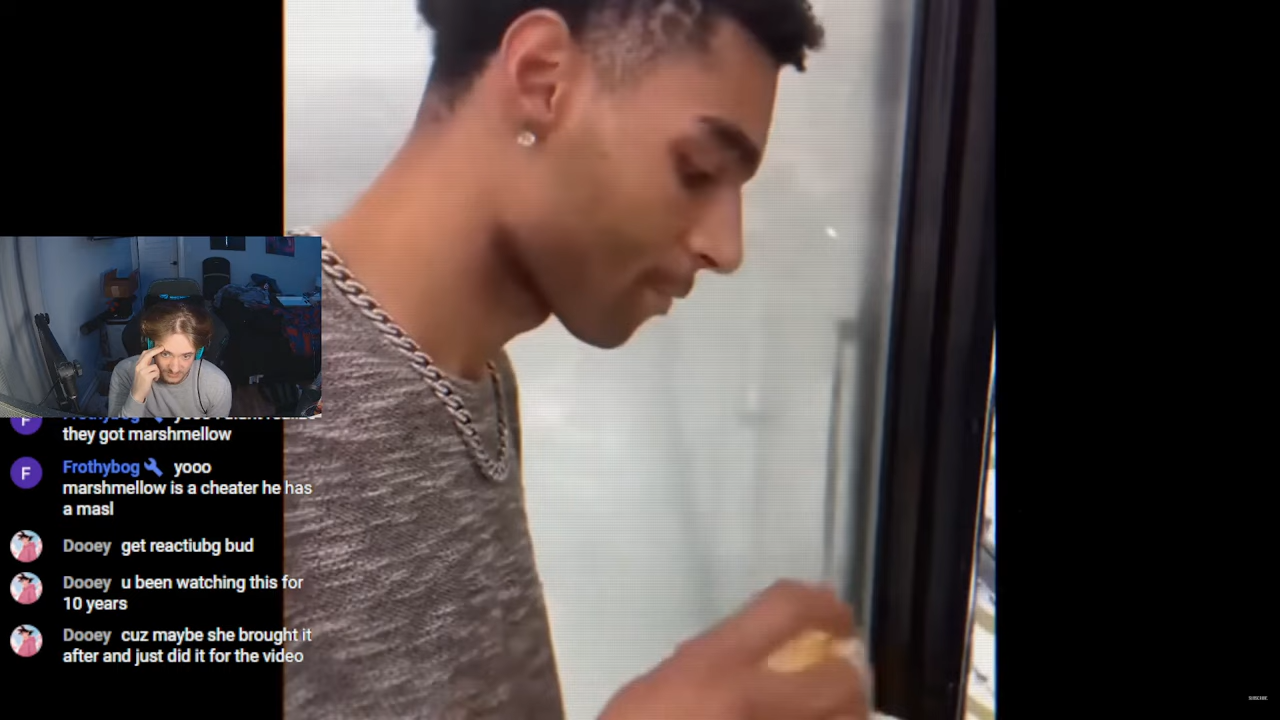 they got marshmellow
F Frothybog yooo
marshmellow is a cheater he has
a masl
Dooey get reactiubg bud
Dooey u been watching this for
10 years
Dooey cuz maybe she brought it
after and just did it for the video
SUBSCRIBE